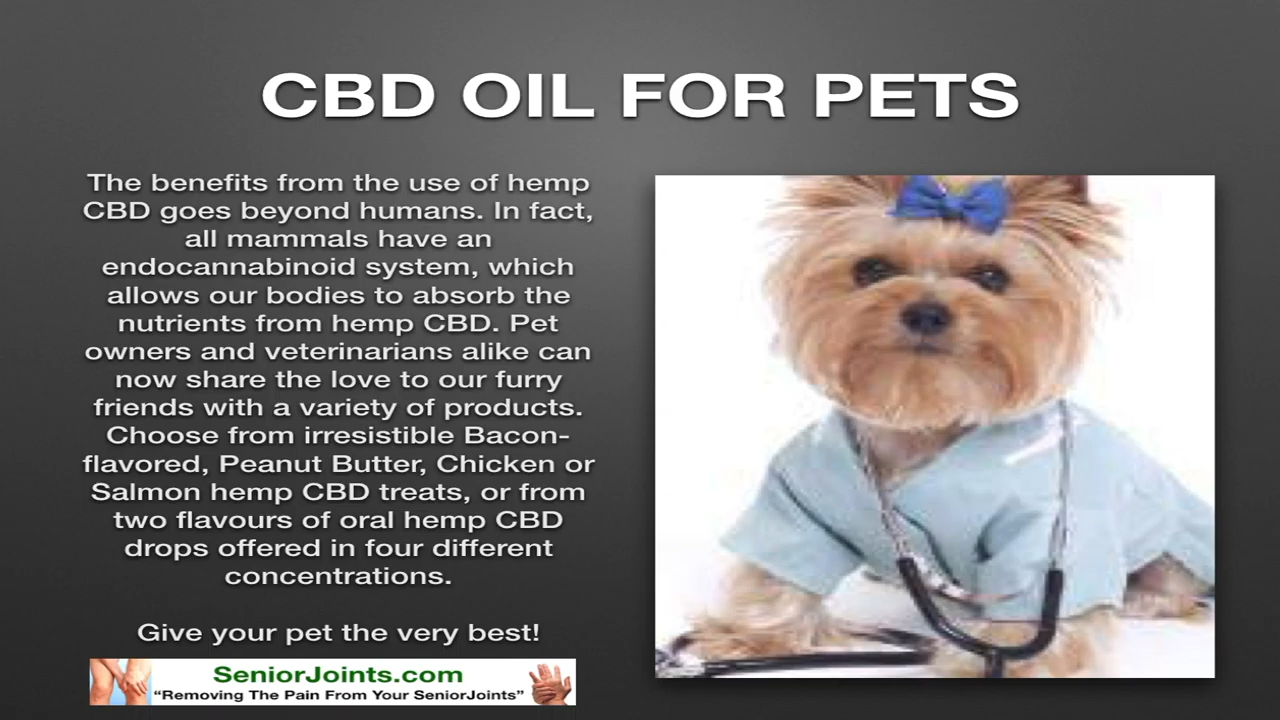 CBD OIL FOR PETS
The benefits from the use of hemp
CBD goes beyond humans. In fact,
all mammals have an
endocannabinoid system, which
allows our bodies to absorb the
nutrients from hemp CBD. Pet
owners and veterinarians alike can
now share the love to our furry
friends with a variety of products.
Choose from irresistible Bacon-
flavored, Peanut Butter, Chicken or
Salmon hemp CBD treats, or from
two flavours of oral hemp CBD
drops offered in four different
concentrations.
Give your pet the very best!
SeniorJoints.com
“Removing The Pain From Your SeniorJoints”